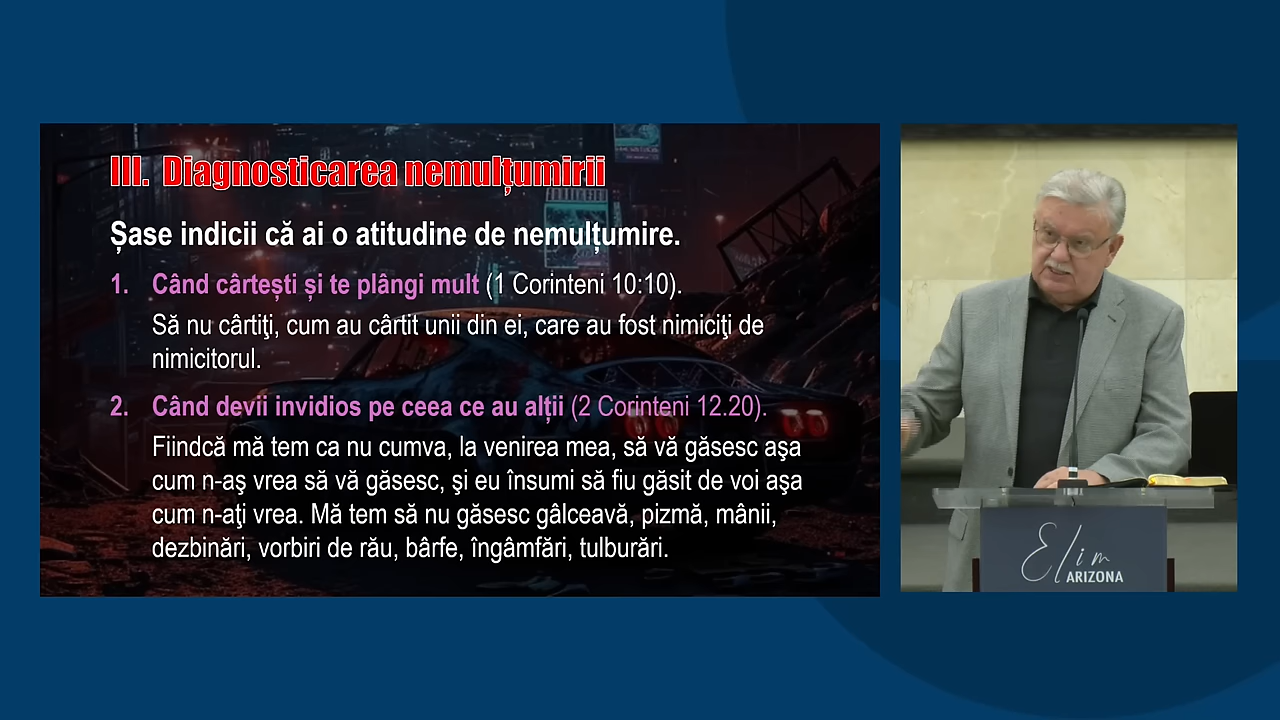 III. Diagnosticarea nemulțumirii
Șase indicii că ai o atitudine de nemulțumire.
1. Când cârtești și te plângi mult (1 Corinteni 10:10).
Să nu cârtiţi, cum au cârtit unii din ei, care au fost nimiciţi de
nimicitorul.
2. Când devii invidios pe ceea ce au alții (2 Corinteni 12.20).
Fiindcă mă tem ca nu cumva, la venirea mea, să vă găsesc aşa
cum n-aş vrea să vă găsesc, şi eu însumi să fiu găsit de voi aşa
cum n-aţi vrea. Mă tem să nu găsesc gâlceavă, pizmă, mânii,
dezbinări, vorbiri de rău, bârfe, îngâmfări, tulburări.
Elim
ARIZONA